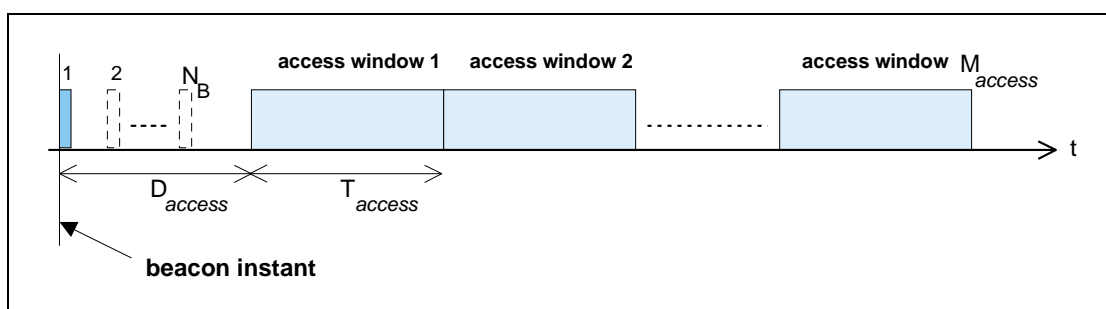 access window 1 access window 2 access window M access
1 2 N B
t
D access T access
beacon instant